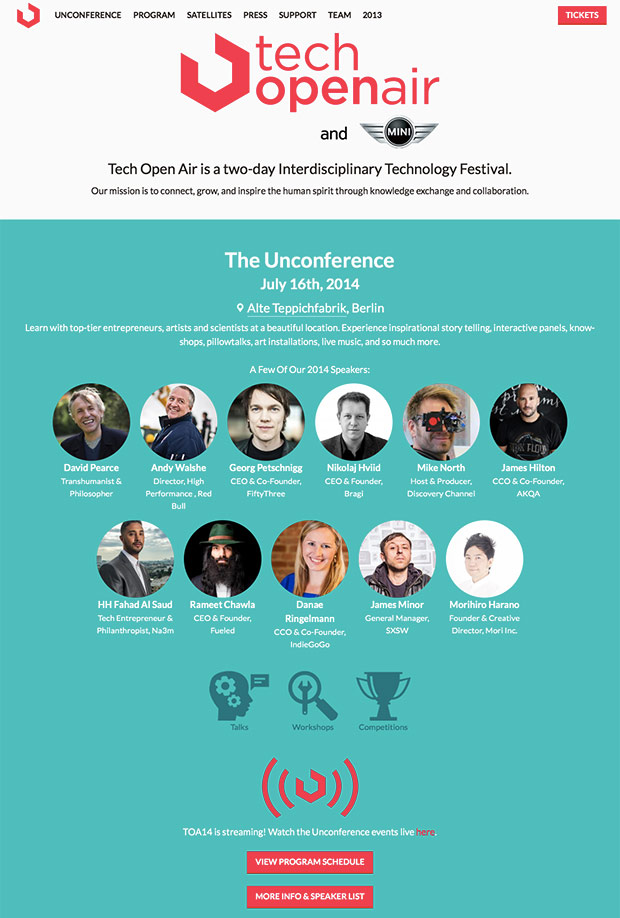 UNCONFERENCE PROGRAM SATELLITES PRESS SUPPORT TEAM 2013 TICKETS
tech
openair
and MINI
Tech Open Air is a two-day Interdisciplinary Technology Festival.
Our mission is to connect, grow, and inspire the human spirit through knowledge exchange and collaboration.
The Unconference
July 16th, 2014
Alte Teppichfabrik, Berlin
Learn with top-tier entrepreneurs, artists and scientists at a beautiful location. Experience inspirational story telling, interactive panels, know-
shops, pillowtalks, art installations, live music, and so much more.
A Few Of Our 2014 Speakers:
David Pearce
Transhumanist &
Philosopher
Andy Walshe
Director, High
Performance , Red
Bull
Georg Petschnigg
CEO & Co-Founder,
FiftyThree
Nikolaj Hviid
CEO & Founder,
Bragi
Mike North
Host & Producer,
Discovery Channel
James Hilton
CCO & Co-Founder,
AKQA
HH Fahad Al Saud
Tech Entrepreneur &
Philanthropist, Na3m
Rameet Chawla
CEO & Founder,
Fueled
Danae
Ringelmann
CCO & Co-Founder,
IndieGoGo
James Minor
General Manager,
SXSW
Morihiro Harano
Founder & Creative
Director, Mori Inc.
Talks Workshops Competitions
TOA14 is streaming! Watch the Unconference events live here.
VIEW PROGRAM SCHEDULE
MORE INFO & SPEAKER LIST